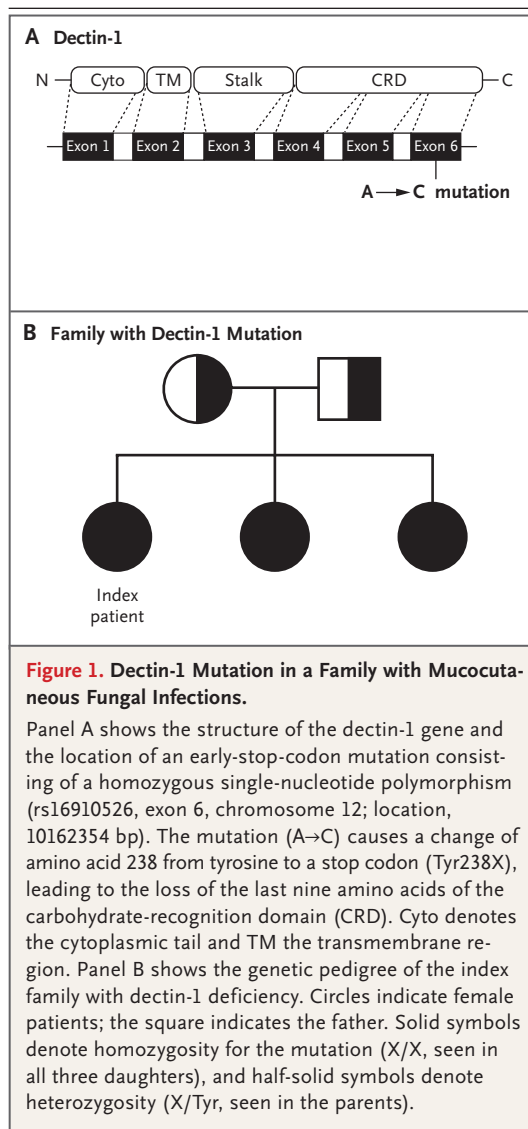 A Dectin-1
N Cyto TM Stalk CRD C
Exon 1 Exon 2 Exon 3 Exon 4 Exon 5 Exon 6
A C mutation
B Family with Dectin-1 Mutation
Index
patient
Figure 1. Dectin-1 Mutation in a Family with Mucocuta-
neous Fungal Infections.
Panel A shows the structure of the dectin-1 gene and
the location of an early-stop-codon mutation consist-
ing of a homozygous single-nucleotide polymorphism
(rs16910526, exon 6, chromosome 12; location,
10162354 bp). The mutation (A→C) causes a change of
amino acid 238 from tyrosine to a stop codon (Tyr238X),
leading to the loss of the last nine amino acids of the
carbohydrate-recognition domain (CRD). Cyto denotes
the cytoplasmic tail and TM the transmembrane re-
gion. Panel B shows the genetic pedigree of the index
family with dectin-1 deficiency. Circles indicate female
patients; the square indicates the father. Solid symbols
denote homozygosity for the mutation (X/X, seen in
all three daughters), and half-solid symbols denote
heterozygosity (X/Tyr, seen in the parents).